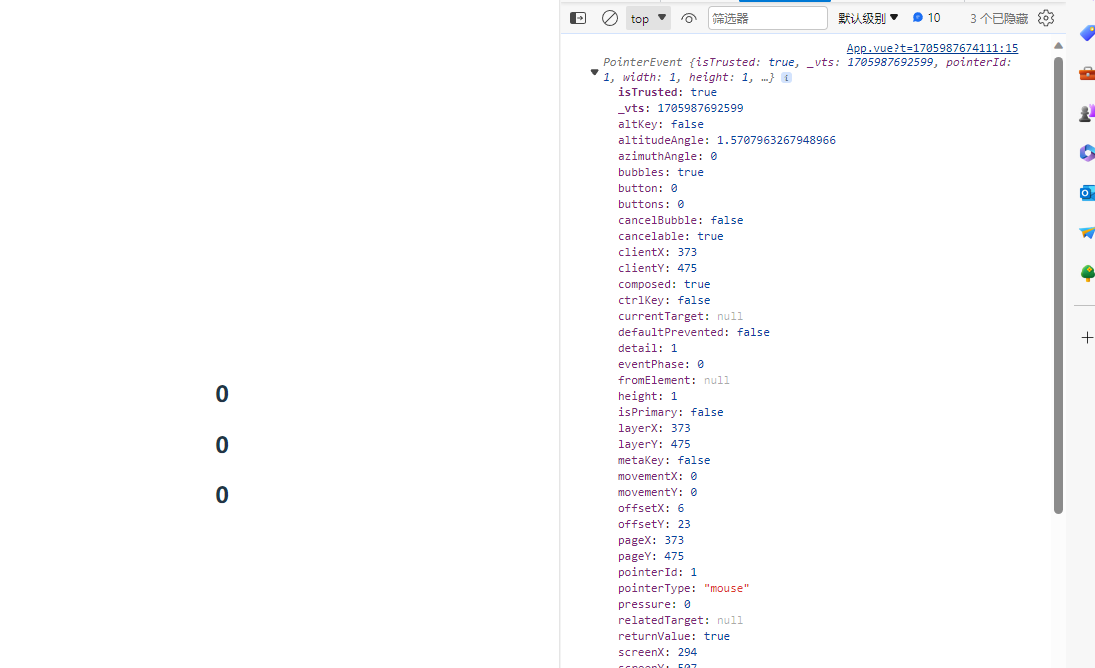 0
0
0
top
筛选器
默认级别
10
3 个已隐藏
App.vue?t=1705987674111:15
PointerEvent {isTrusted: true, _vts: 1705987692599, pointerId:
1, width: 1, height: 1, …} i
isTrusted: true
_vts: 1705987692599
altKey: false
altitudeAngle: 1.5707963267948966
azimuthAngle: 0
bubbles: true
button: 0
buttons: 0
cancelBubble: false
cancelable: true
clientX: 373
clientY: 475
composed: true
ctrlKey: false
currentTarget: null
defaultPrevented: false
detail: 1
eventPhase: 0
fromElement: null
height: 1
isPrimary: false
layerX: 373
layerY: 475
metaKey: false
movementX: 0
movementY: 0
offsetX: 6
offsetY: 23
pageX: 373
pageY: 475
pointerId: 1
pointerType: "mouse"
pressure: 0
relatedTarget: null
returnValue: true
screenX: 294
screenY: 507